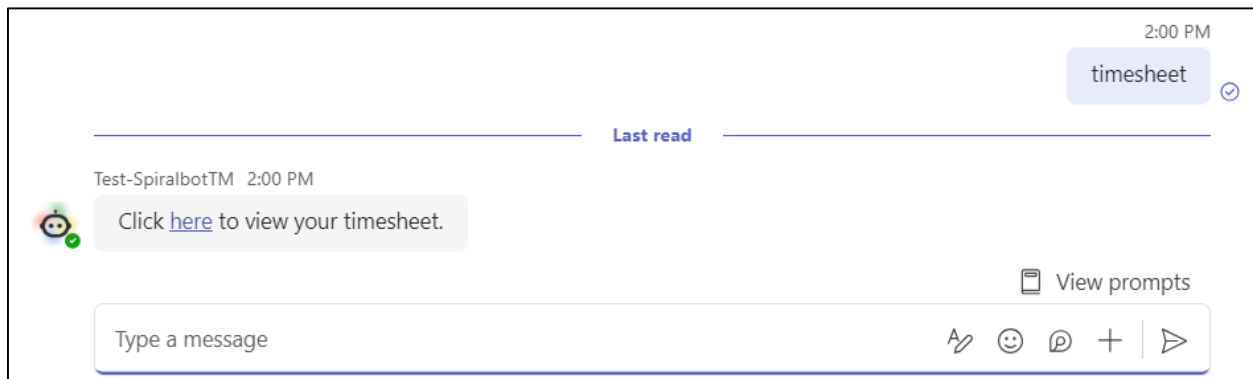 2:00 PM
timesheet
Last read
Test-SpiralbotTM 2:00 PM
Click here to view your timesheet.
View prompts
Type a message